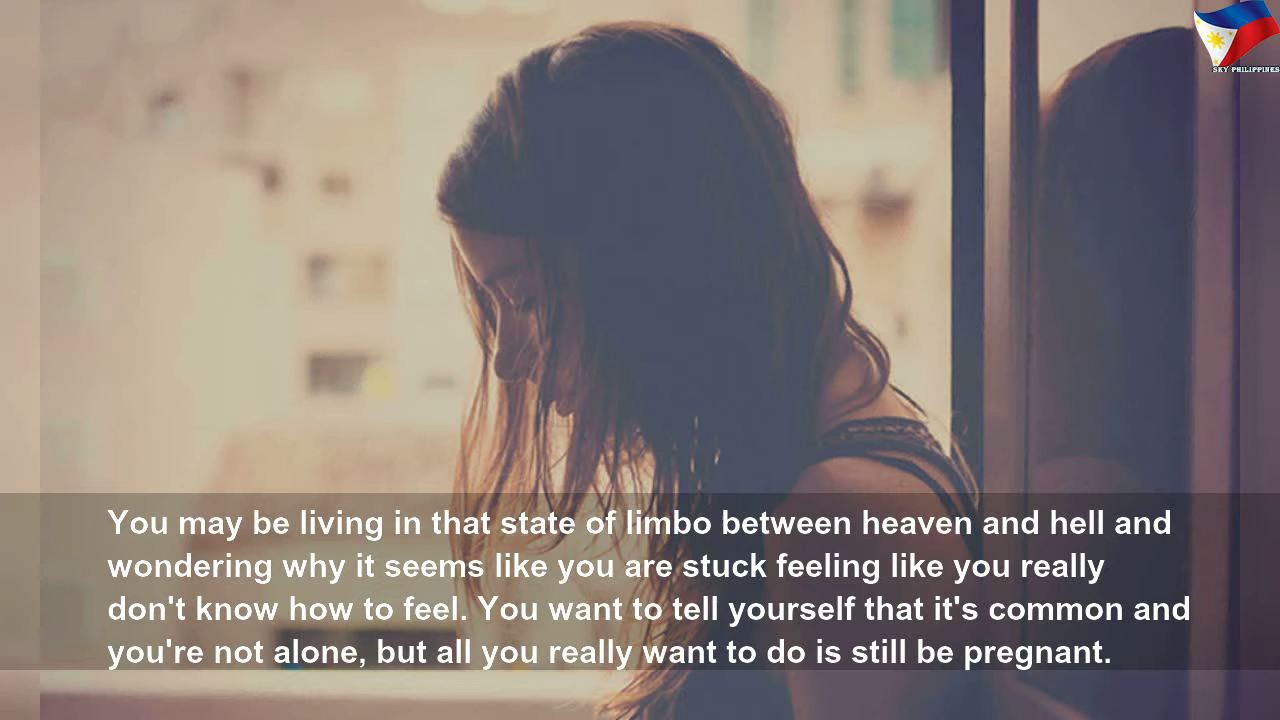 SKY PHILIPPINES
You may be living in that state of limbo between heaven and hell and
wondering why it seems like you are stuck feeling like you really
don't know how to feel. You want to tell yourself that it's common and
you're not alone, but all you really want to do is still be pregnant.